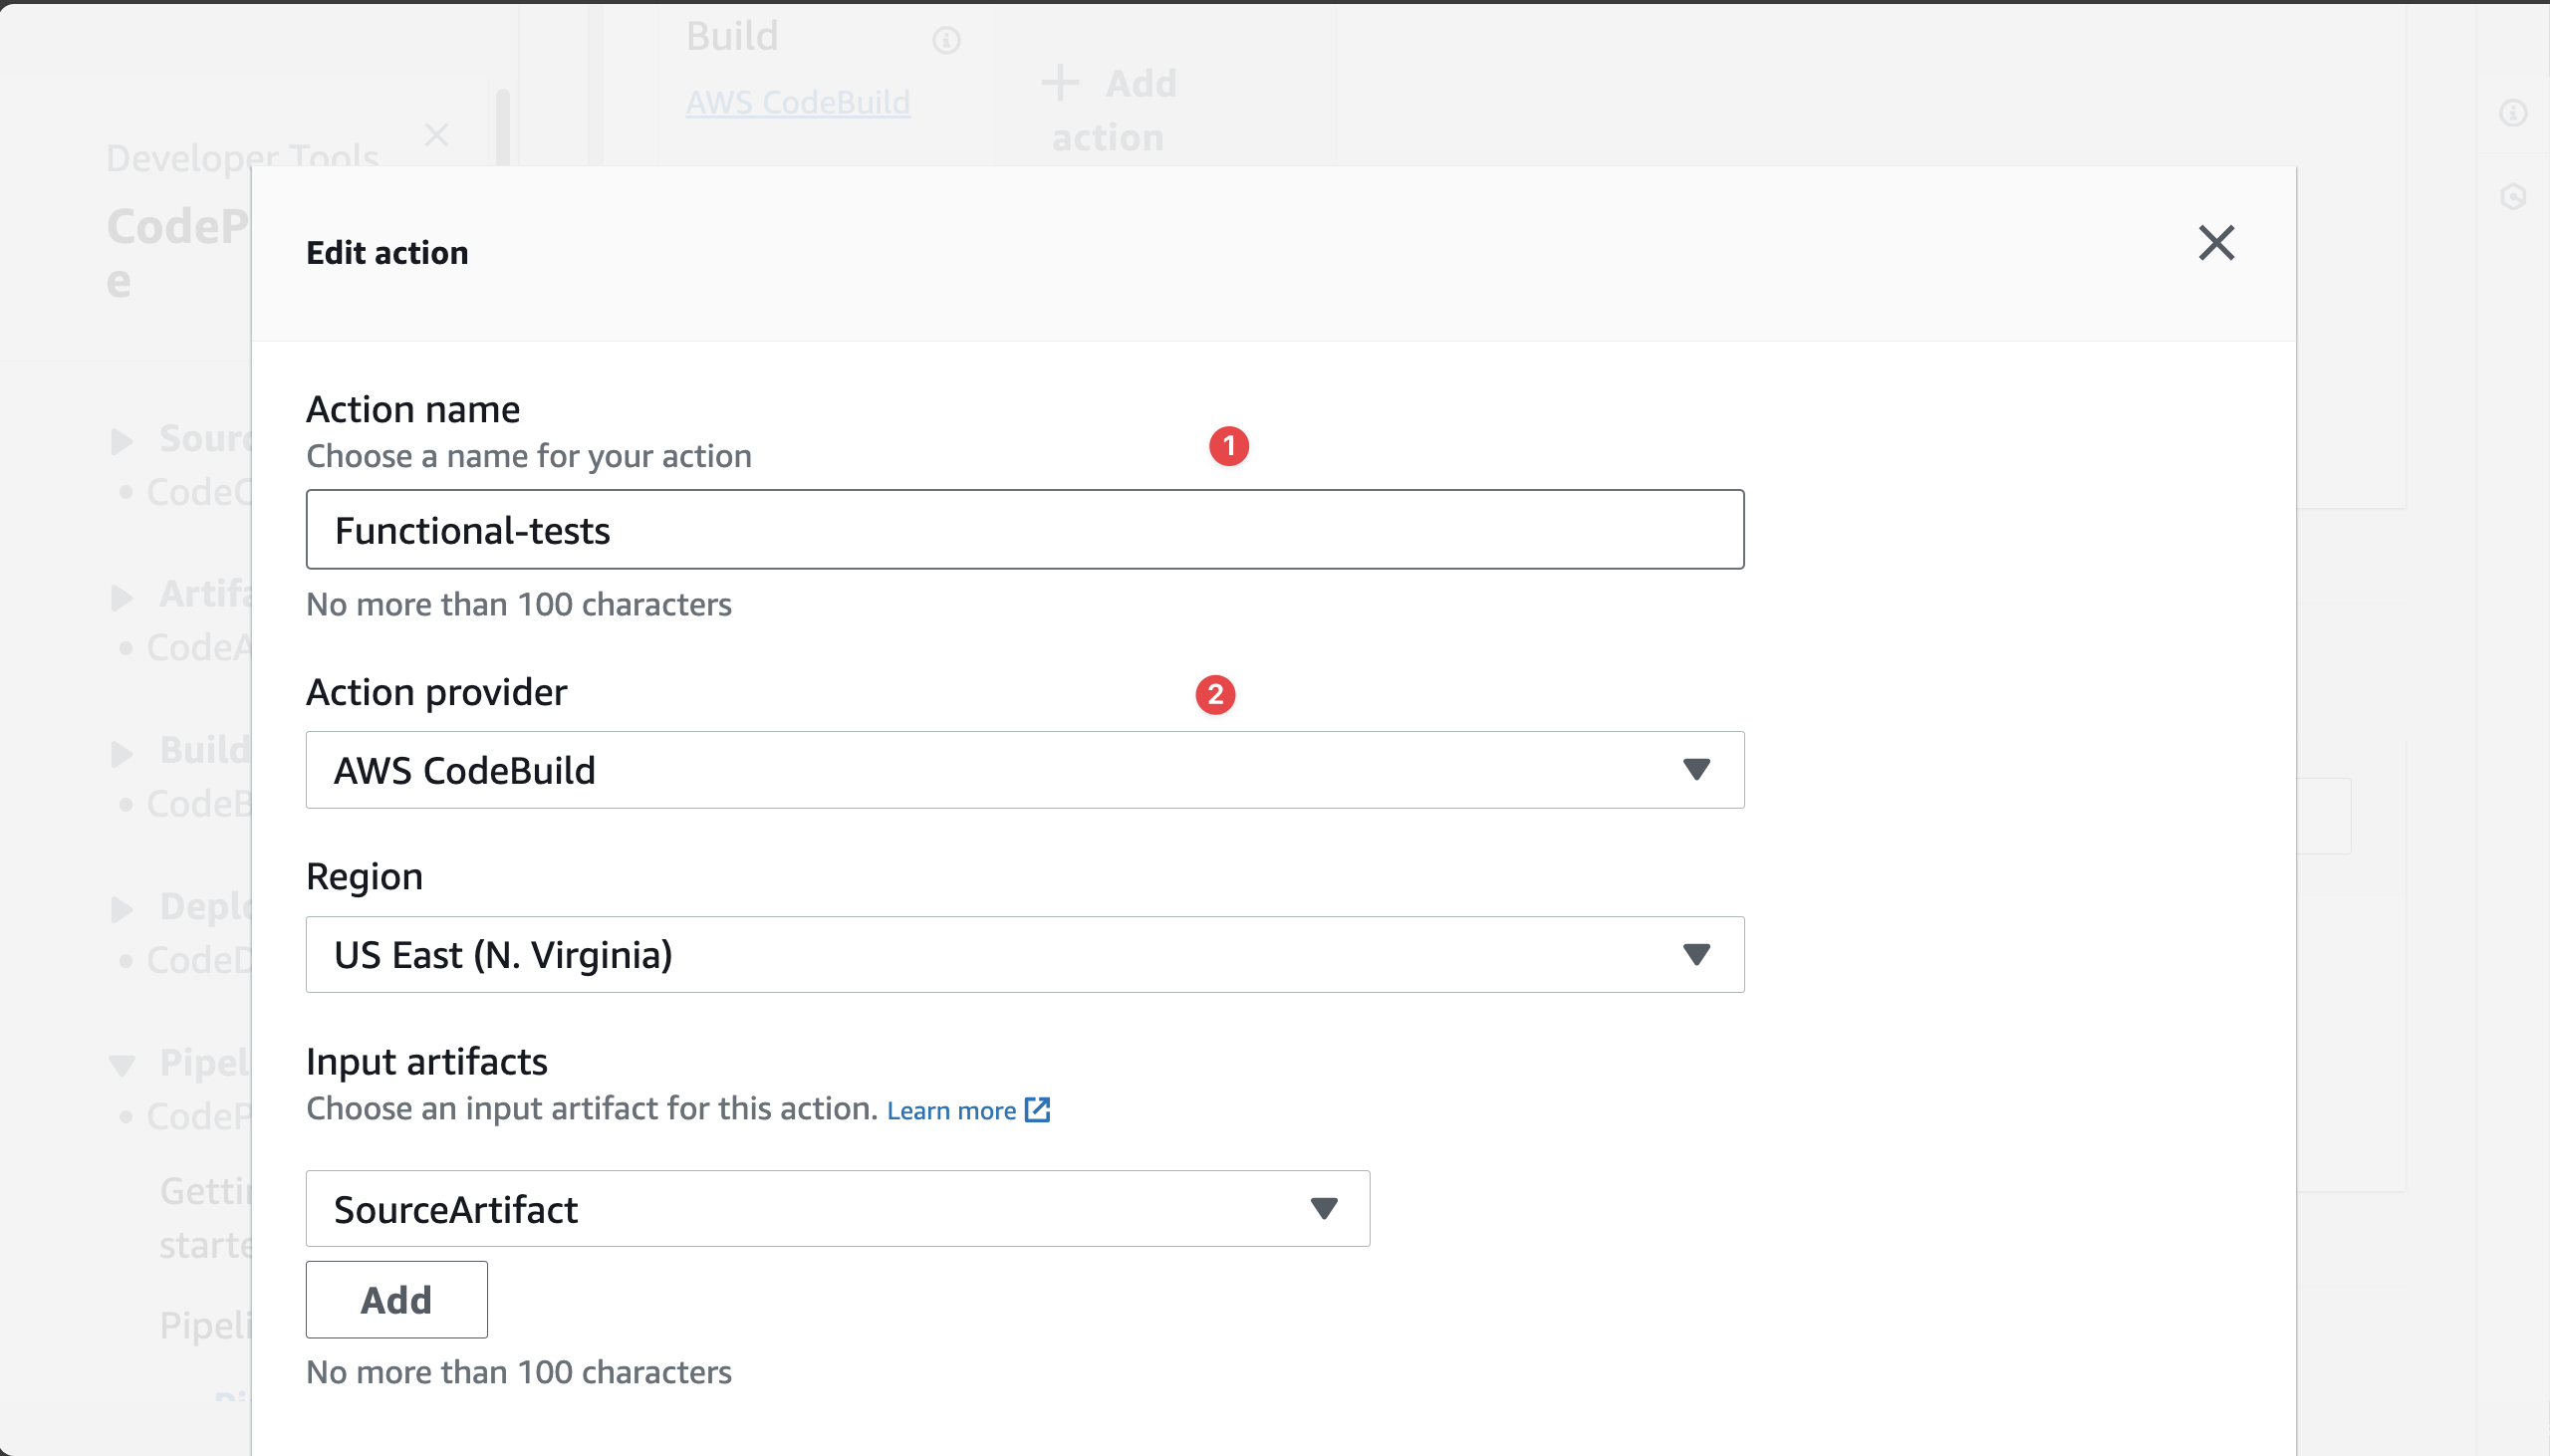 Build
AWS CodeBuild
Add
action
Developer Tools
CodeP
e
Edit action
Action name
Choose a name for your action
1
Functional-tests
No more than 100 characters
Action provider
2
AWS CodeBuild
Region
US East (N. Virginia)
Input artifacts
Choose an input artifact for this action. Learn more
SourceArtifact
Add
No more than 100 characters
Sourc
CodeC
Artifa
CodeA
Build
CodeB
Deplo
CodeD
Pipel
CodeP
Gettin
starte
Pipeli